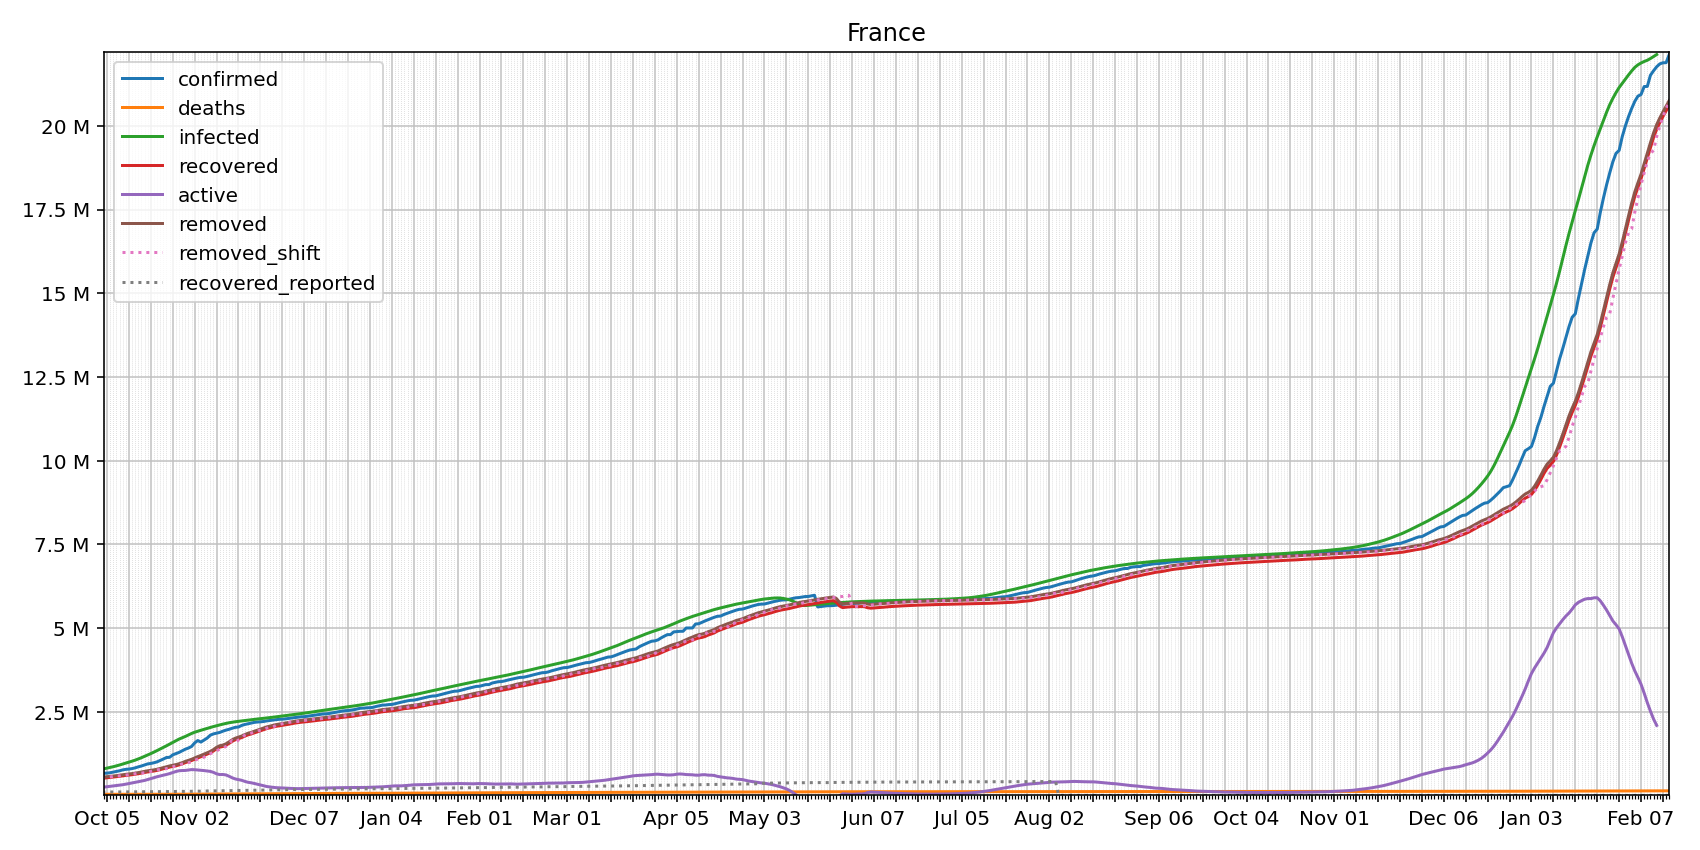 France
confirmed
deaths
infected
recovered
active
removed
removed_shift
recovered_reported
20 M
17.5 M
15 M
12.5 M
10 M
7.5 M
5 M
2.5 M
Oct 05 Nov 02 Dec 07 Jan 04 Feb 01 Mar 01 Apr 05 May 03 Jun 07 Jul 05 Aug 02 Sep 06 Oct 04 Nov 01 Dec 06 Jan 03 Feb 07